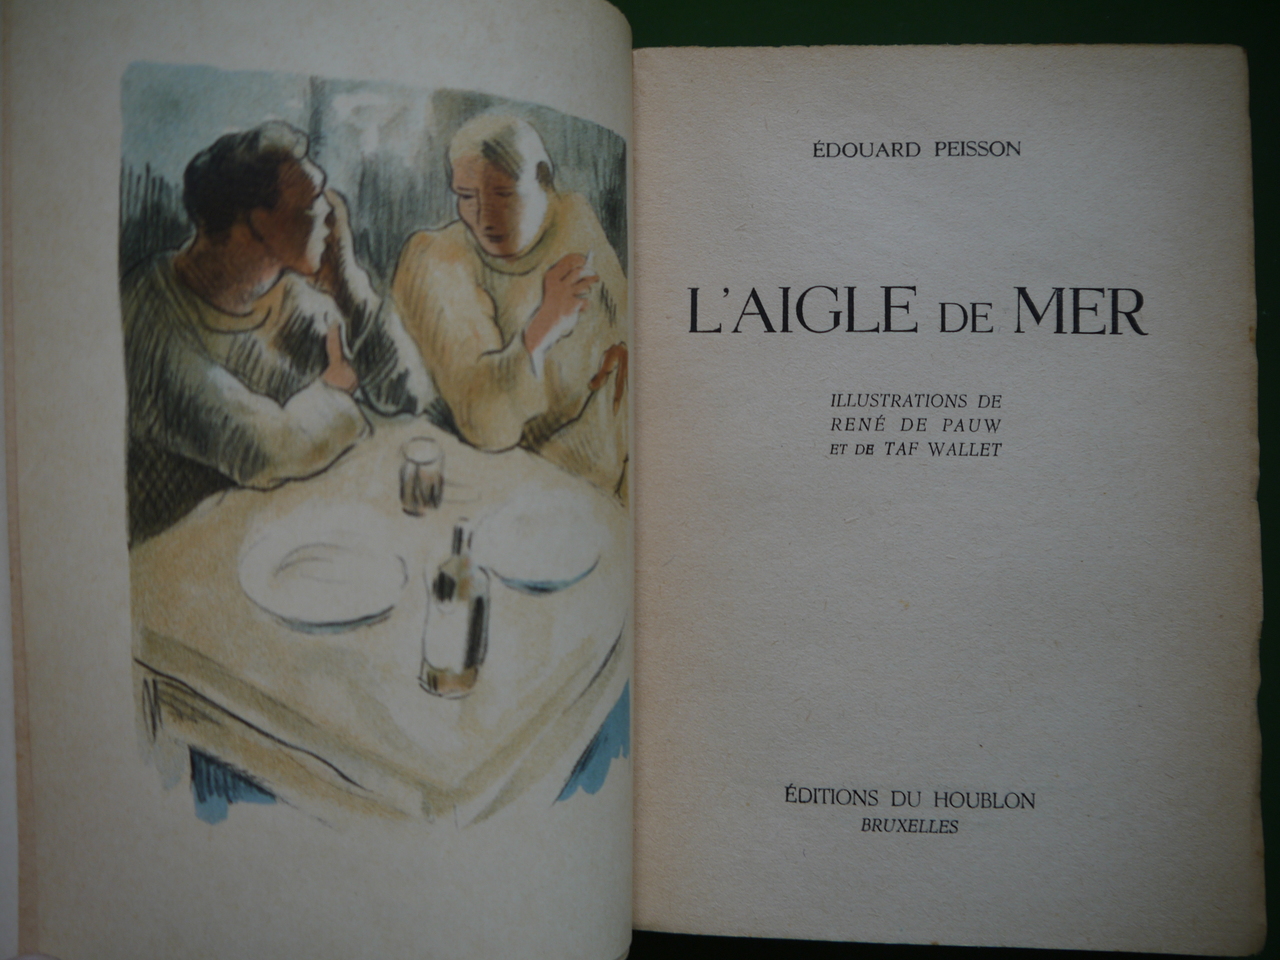 ÉDOUARD PEISSON
L'AIGLE DE MER
ILLUSTRATIONS DE
RENÉ DE PAUW
ET DE TAF WALLET
ÉDITIONS DU HOUBLON
BRUXELLES